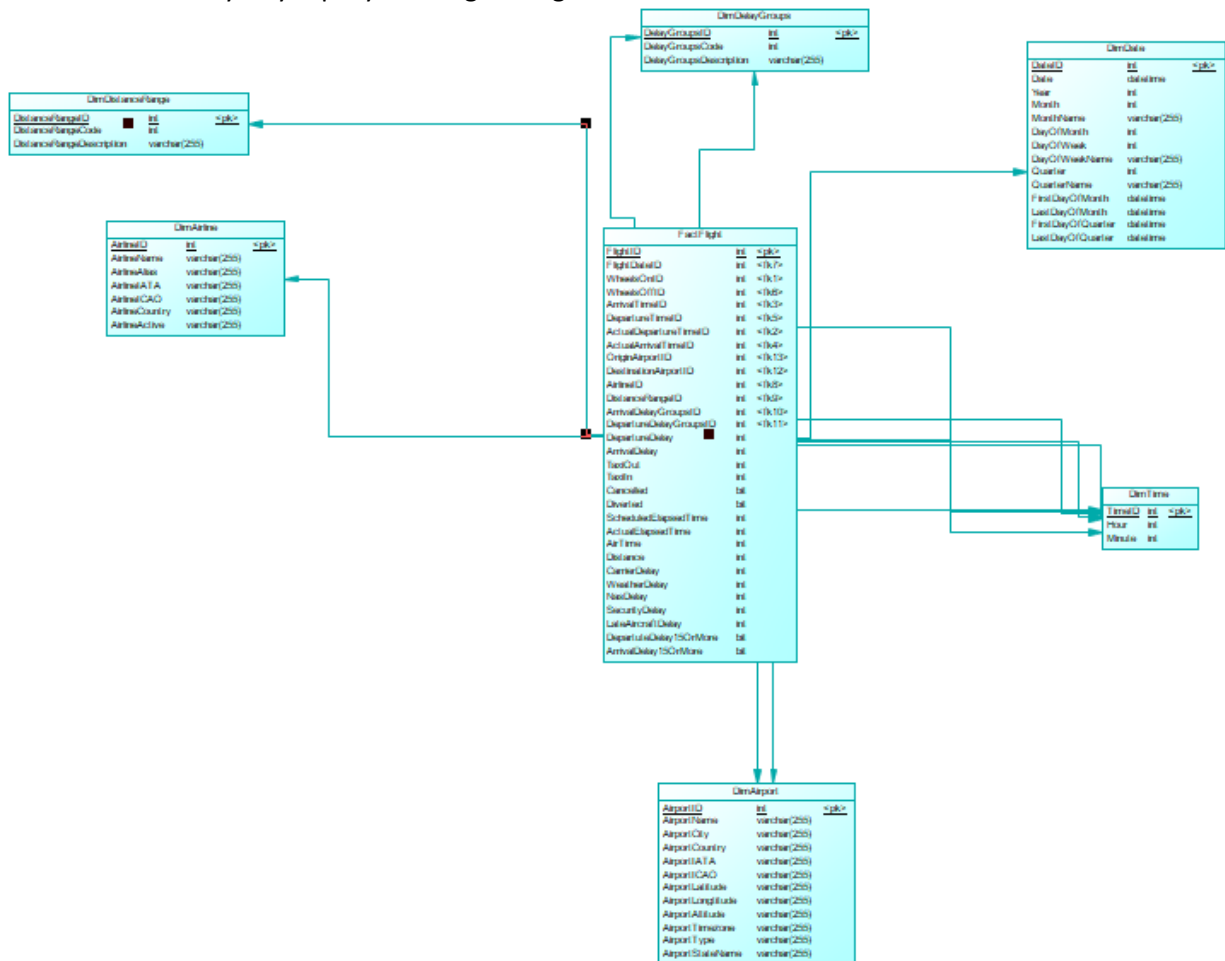 DimDelayGroups
DelayGroupsID int <pk>
DelayGroupsCode int
DelayGroupsDescription varchar(255)
DimDate
DateID int <pk>
Date datetime
Year int
Month int
MonthName varchar(255)
DayOfMonth int
DayOfWeek int
DayOfWeekName varchar(255)
Quarter int
QuarterName varchar(255)
FirstDayOfMonth datetime
LastDayOfMonth datetime
FirstDayOfQuarter datetime
LastDayOfQuarter datetime
DimDistanceRange
DistanceRangeID int <pk>
DistanceRangeCode int
DistanceRangeDescription varchar(255)
DimAirline
AirlineID int <pk>
AirlineName varchar(255)
AirlineAlias varchar(255)
AirlineIATA varchar(255)
AirlineICAO varchar(255)
AirlineCountry varchar(255)
AirlineActive varchar(255)
FactFlight
FlightID int <pk>
FlightDateID int <fk7>
WheelsOnID int <fk1>
WheelsOffID int <fk6>
ArrivalTimeID int <fk3>
DepartureTimeID int <fk5>
ActualDepartureTimeID int <fk2>
ActualArrivalTimeID int <fk4>
OriginAirportID int <fk13>
DestinationAirportID int <fk12>
AirlineID int <fk8>
DistanceRangeID int <fk9>
ArrivalDelayGroupsID int <fk10>
DepartureDelayGroupsID int <fk11>
DepartureDelay int
ArrivalDelay int
TaxiOut int
TaxiIn int
Cancelled bit
Diverted bit
ScheduledElapsedTime int
ActualElapsedTime int
AirTime int
Distance int
CarrierDelay int
WeatherDelay int
NasDelay int
SecurityDelay int
LateAircraftDelay int
DepartuteDelay15OrMore bit
ArrivalDelay15OrMore bit
DimTime
TimeID int <pk>
Hour int
Minute int
DimAirport
AirportID int <pk>
AirportName varchar(255)
AirportCity varchar(255)
AirportCountry varchar(255)
AirportIATA varchar(255)
AirportICAO varchar(255)
AirportLatitude varchar(255)
AirportLongtitude varchar(255)
AirportAltitude varchar(255)
AirportTimezone varchar(255)
AirportType varchar(255)
AirportStateName varchar(255)